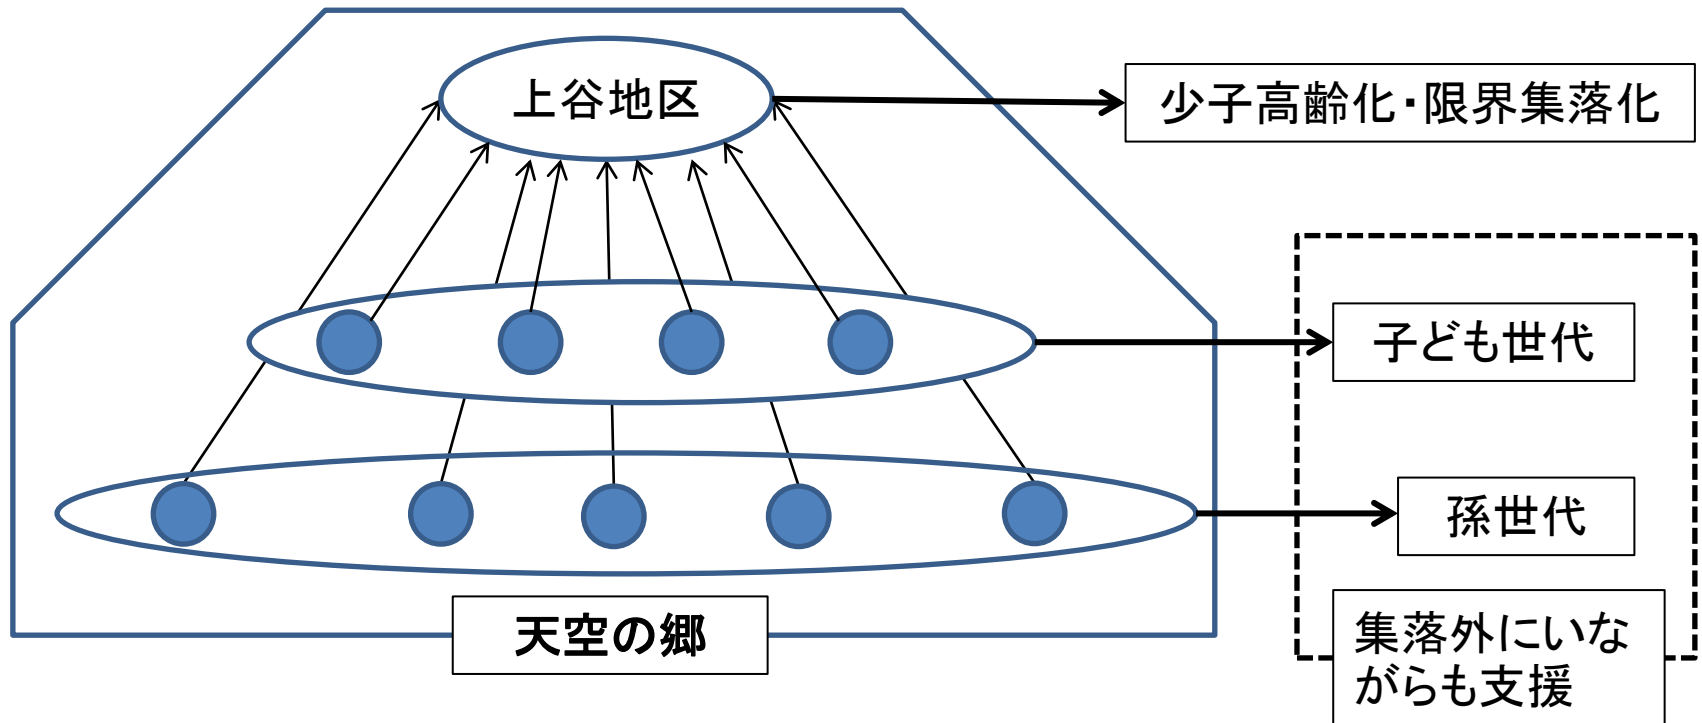 上谷地区
少子高齢化・限界集落化
子ども世代
孫世代
天空の郷
集落外にいな
がらも支援